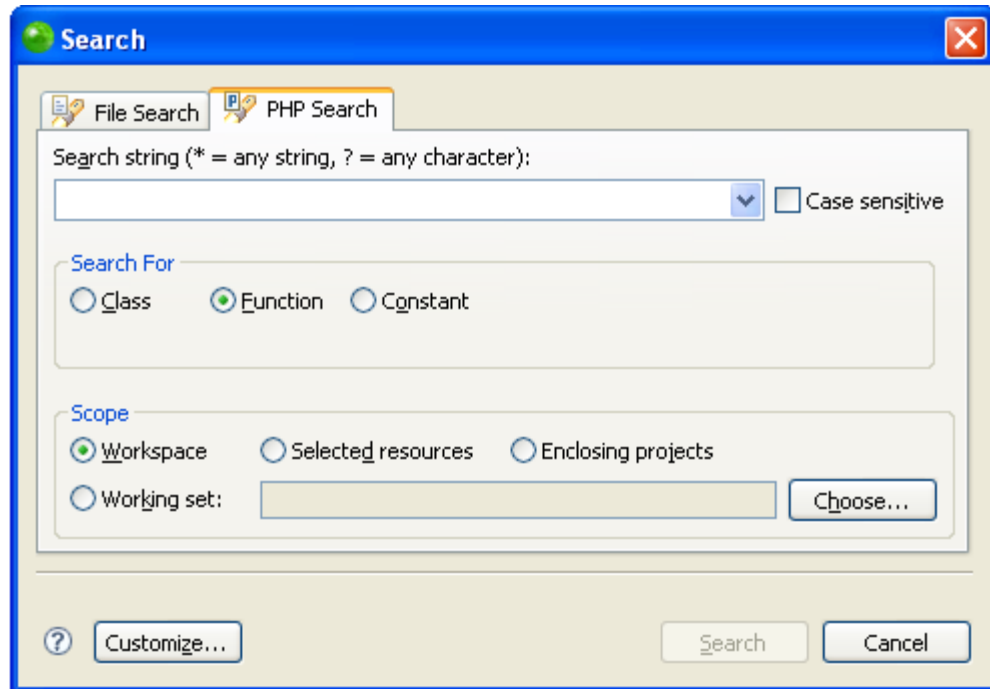 Search
File Search
PHP Search
Search string (* = any string, ? = any character):
Case sensitive
Search For
Class Function Constant
Scope
Workspace Selected resources Enclosing projects
Working set: Choose...
? Customize... Search Cancel